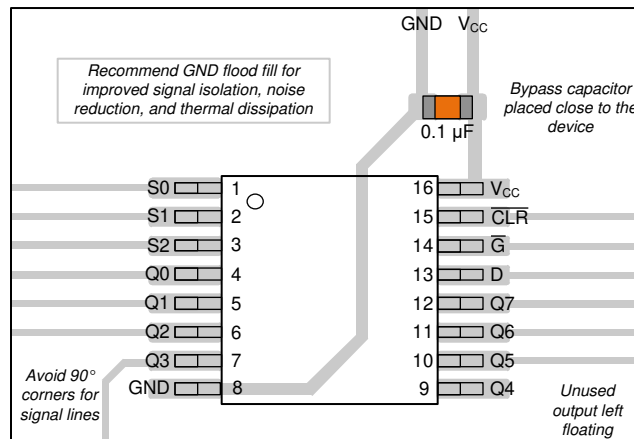 GND V_CC
Recommend GND flood fill for
improved signal isolation, noise
reduction, and thermal dissipation
Bypass capacitor
placed close to the
device
0.1 µF
S0 1 16 V_CC
S1 2 15 C̅L̅R̅
S2 3 14 G̅
Q0 4 13 D
Q1 5 12 Q7
Q2 6 11 Q6
Q3 7 10 Q5
GND 8 9 Q4
Avoid 90°
corners for
signal lines
Unused
output left
floating